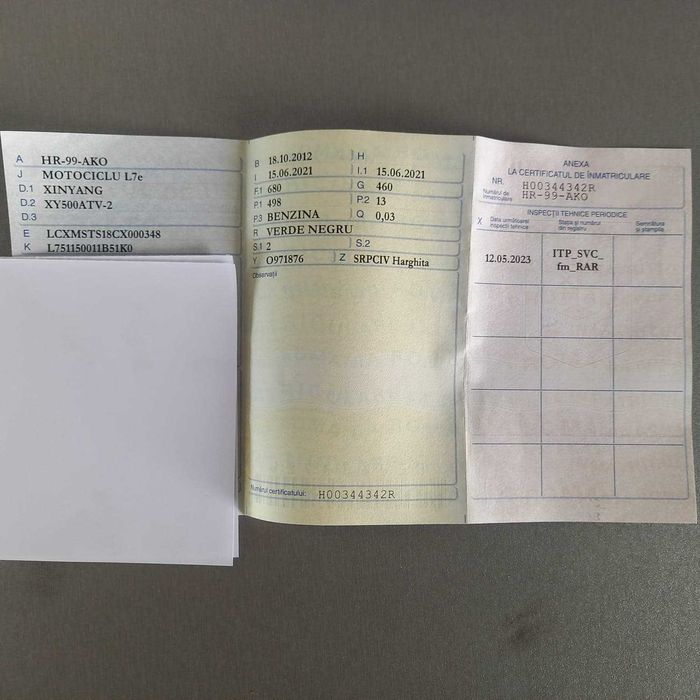 A HR-99-AKO
J MOTOCICLU L7e
D.1 XINYANG
D.2 XY500ATV-2
D.3
E LCXMSTS18CX000348
K L751150011B51K0
B 18.10.2012 H
I 15.06.2021 I.1 15.06.2021
F.1 680 G 460
P.1 498 P.2 13
P.3 BENZINA Q 0,03
R VERDE NEGRU
S.1 2 S.2
Y O971876 Z SRPCIV Harghita
Observații
Numărul certificatului: H00344342R
ANEXA
LA CERTIFICATUL DE ÎNMATRICULARE
NR. H00344342R
Numărul de înmatriculare HR-99-AKO
INSPECȚII TEHNICE PERIODICE
X Data următoarei inspecții tehnice Stația și numărul din registru Semnătura și ștampila
12.05.2023 ITP_SVC_
fm_RAR